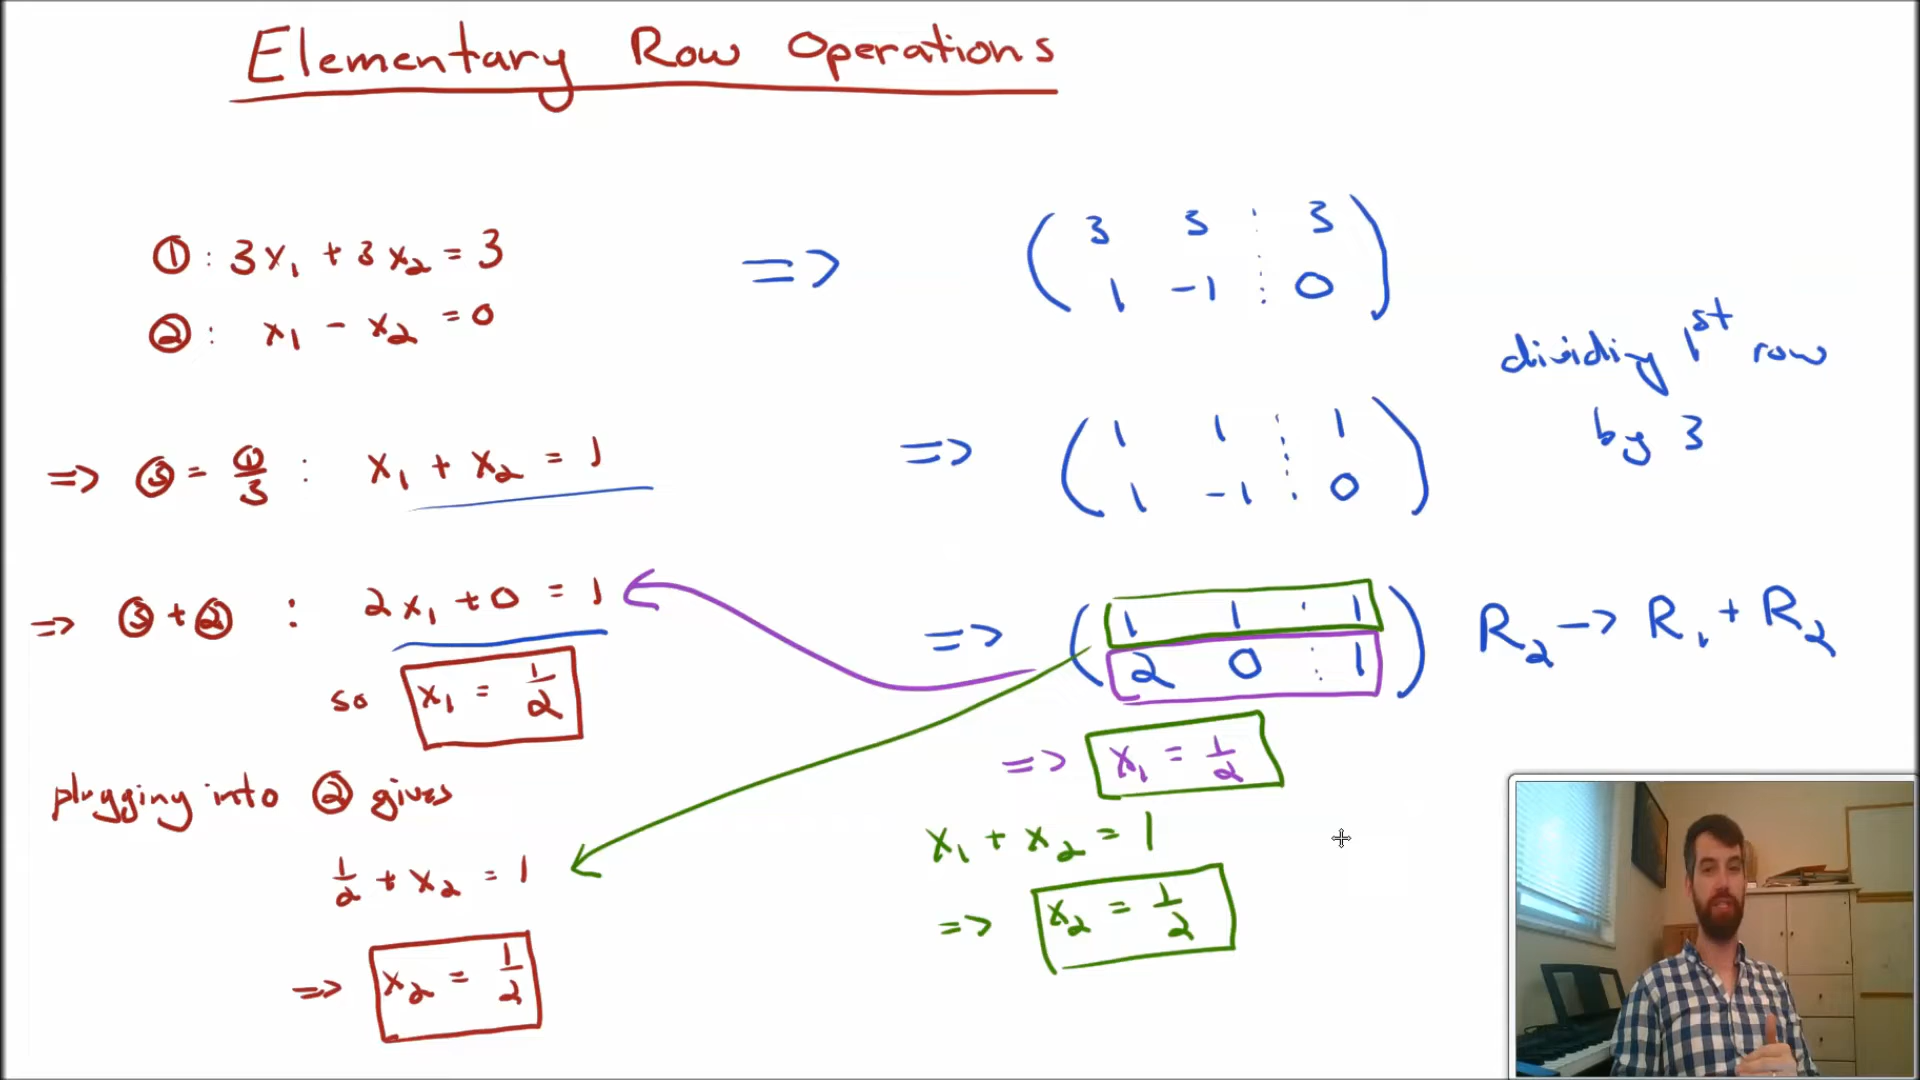 Elementary Row Operations
①: 3x₁ + 3x₂ = 3
②: x₁ - x₂ = 0
=> ( 3 3 ⋮ 3 )
( 1 -1 ⋮ 0 )
dividing 1st row
by 3
=> ③ = ①/3 : x₁ + x₂ = 1
=> ( 1 1 ⋮ 1 )
( 1 -1 ⋮ 0 )
=> ③ + ② : 2x₁ + 0 = 1
so x₁ = 1/2
=> ( 1 1 ⋮ 1 )
( 2 0 ⋮ 1 )
R₂ -> R₁ + R₂
plugging into ② gives
1/2 + x₂ = 1
=> x₂ = 1/2
=> x₁ = 1/2
x₁ + x₂ = 1
=> x₂ = 1/2